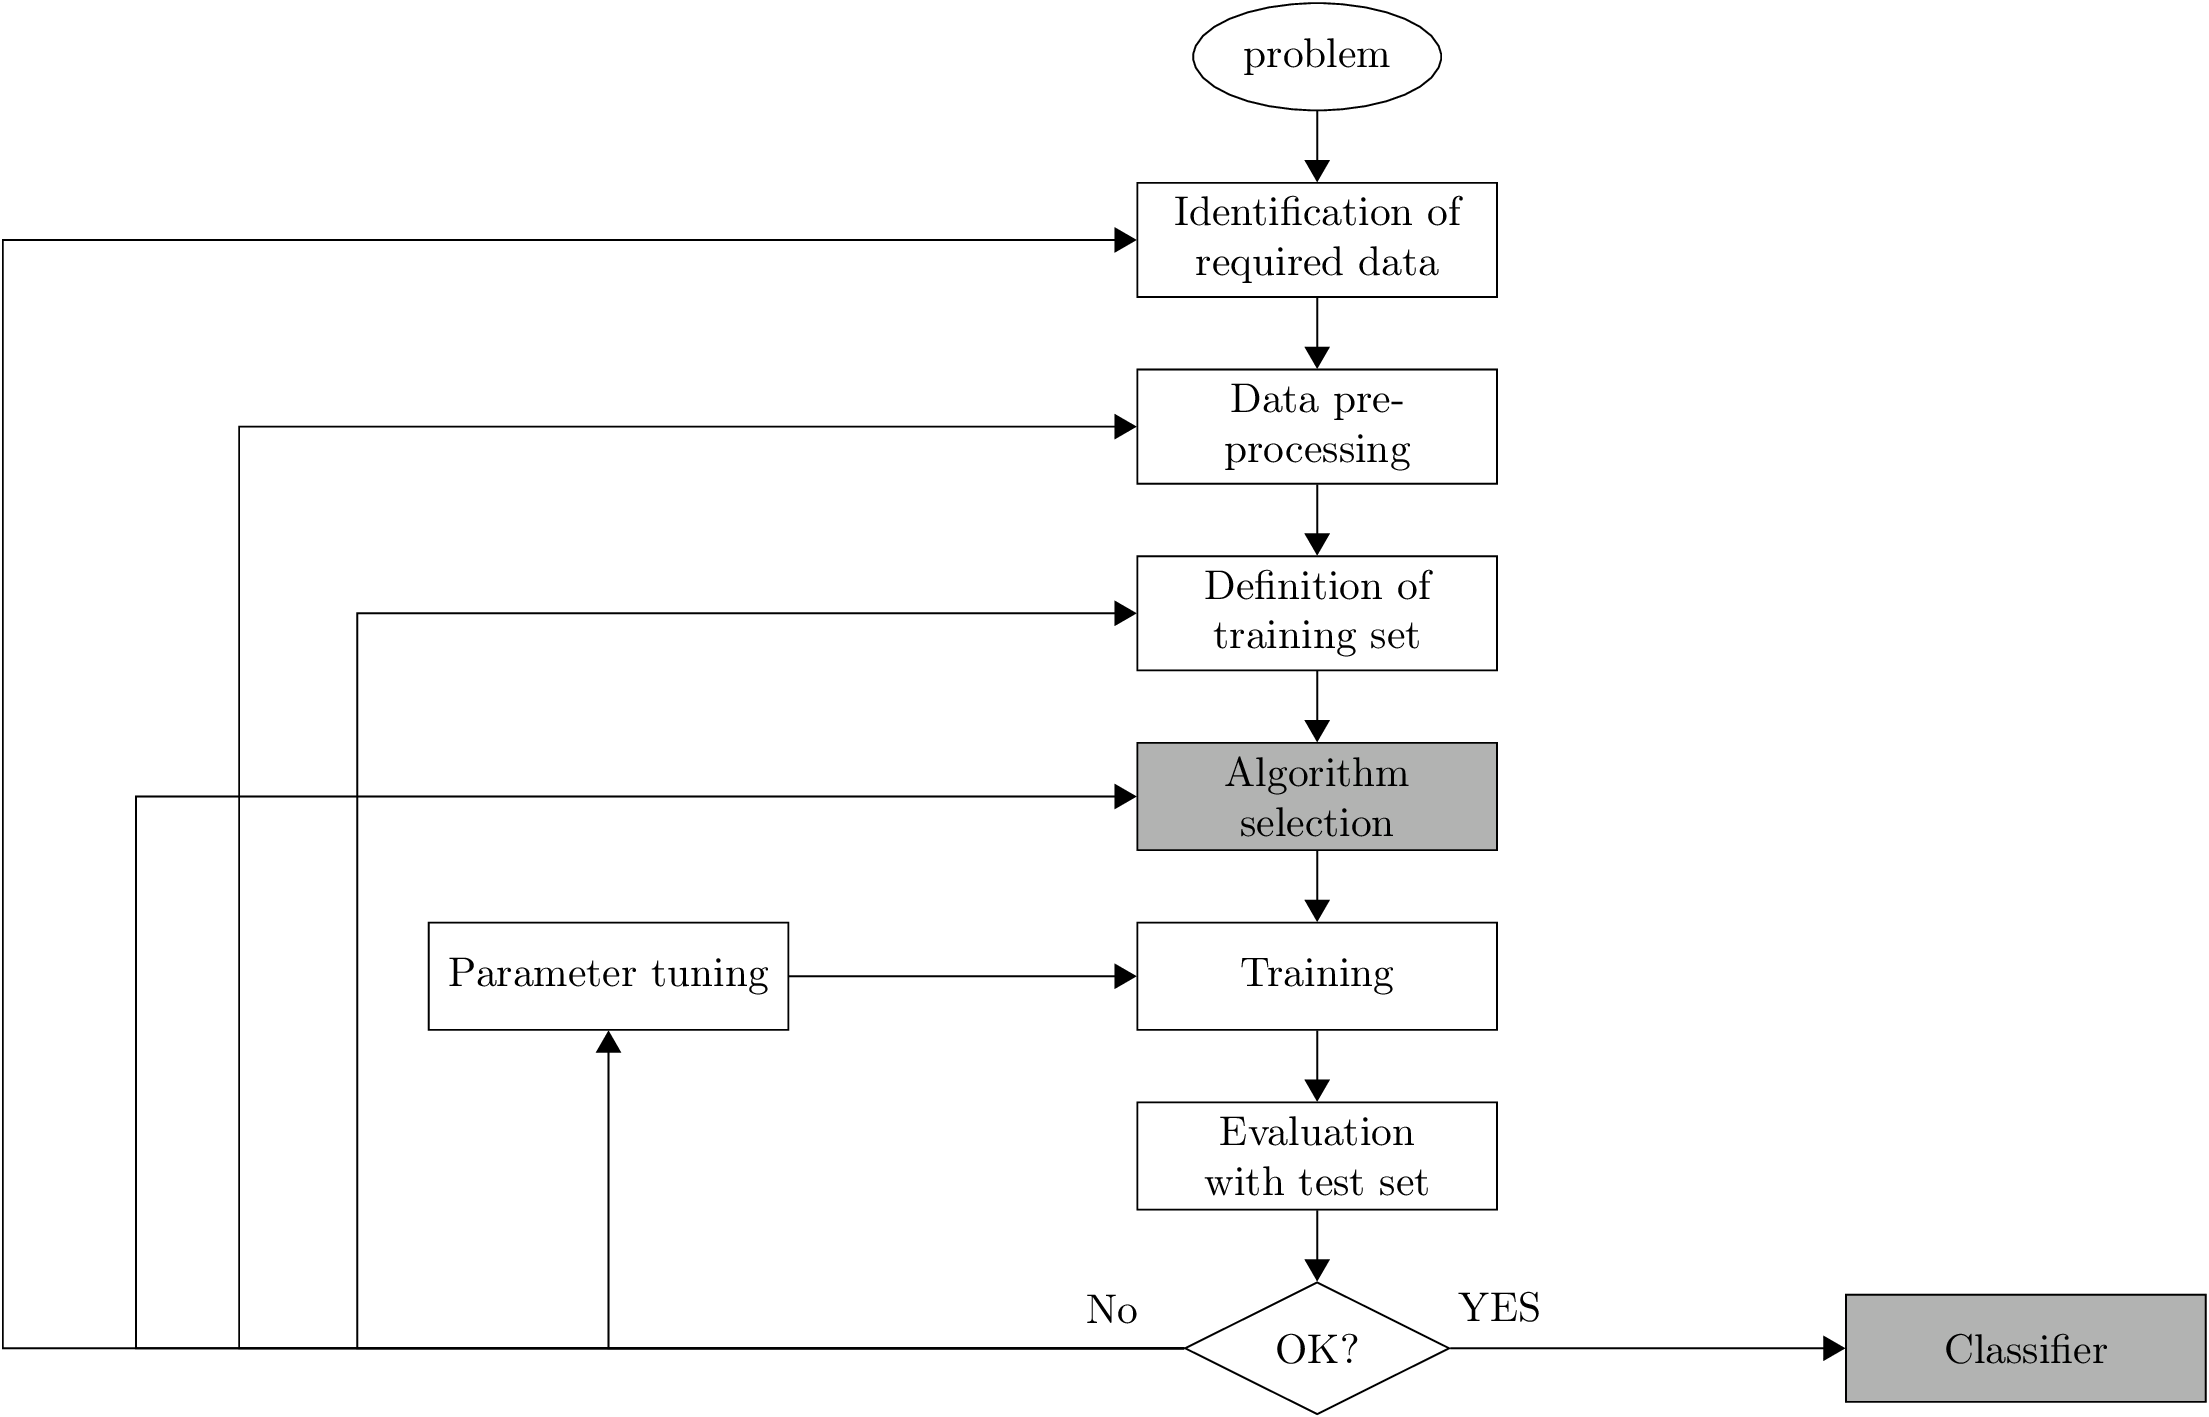 problem
Identification of
required data
Data pre-
processing
Definition of
training set
Algorithm
selection
Parameter tuning
Training
Evaluation
with test set
No
OK?
YES
Classifier